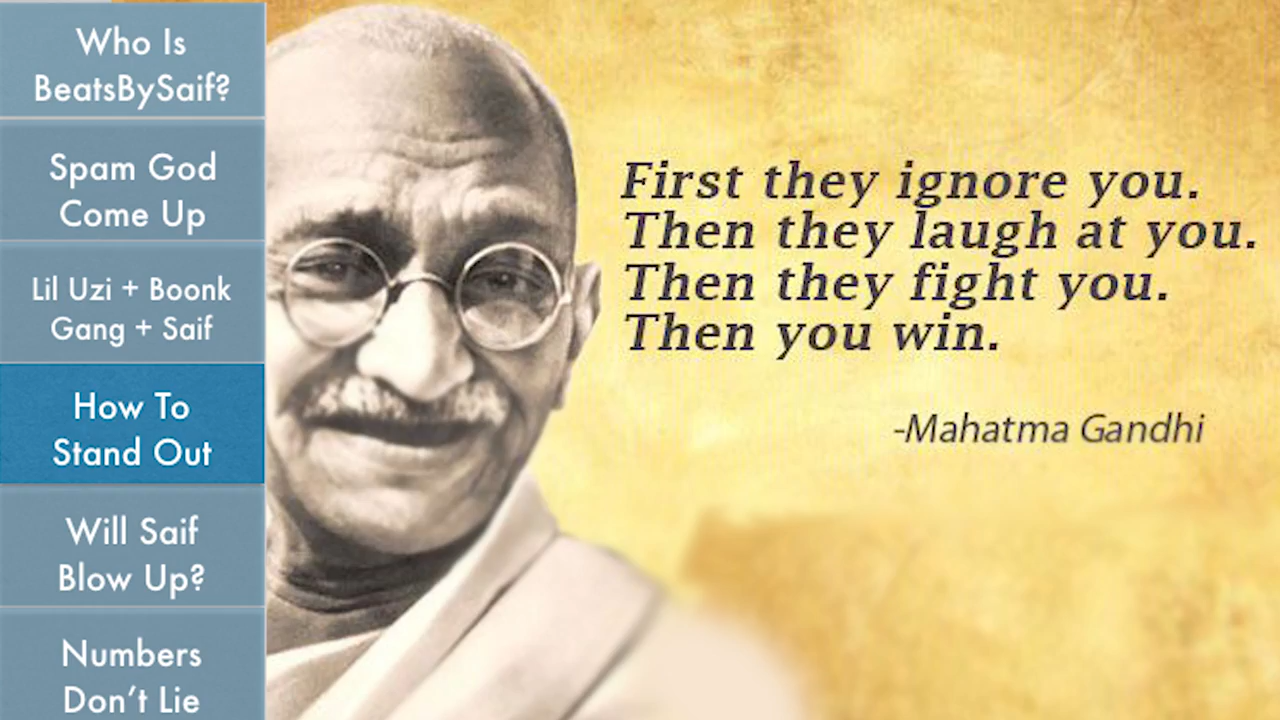 Who Is
BeatsBySaif?
Spam God
Come Up
Lil Uzi + Boonk
Gang + Saif
How To
Stand Out
Will Saif
Blow Up?
Numbers
Don't Lie
First they ignore you.
Then they laugh at you.
Then they fight you.
Then you win.
-Mahatma Gandhi